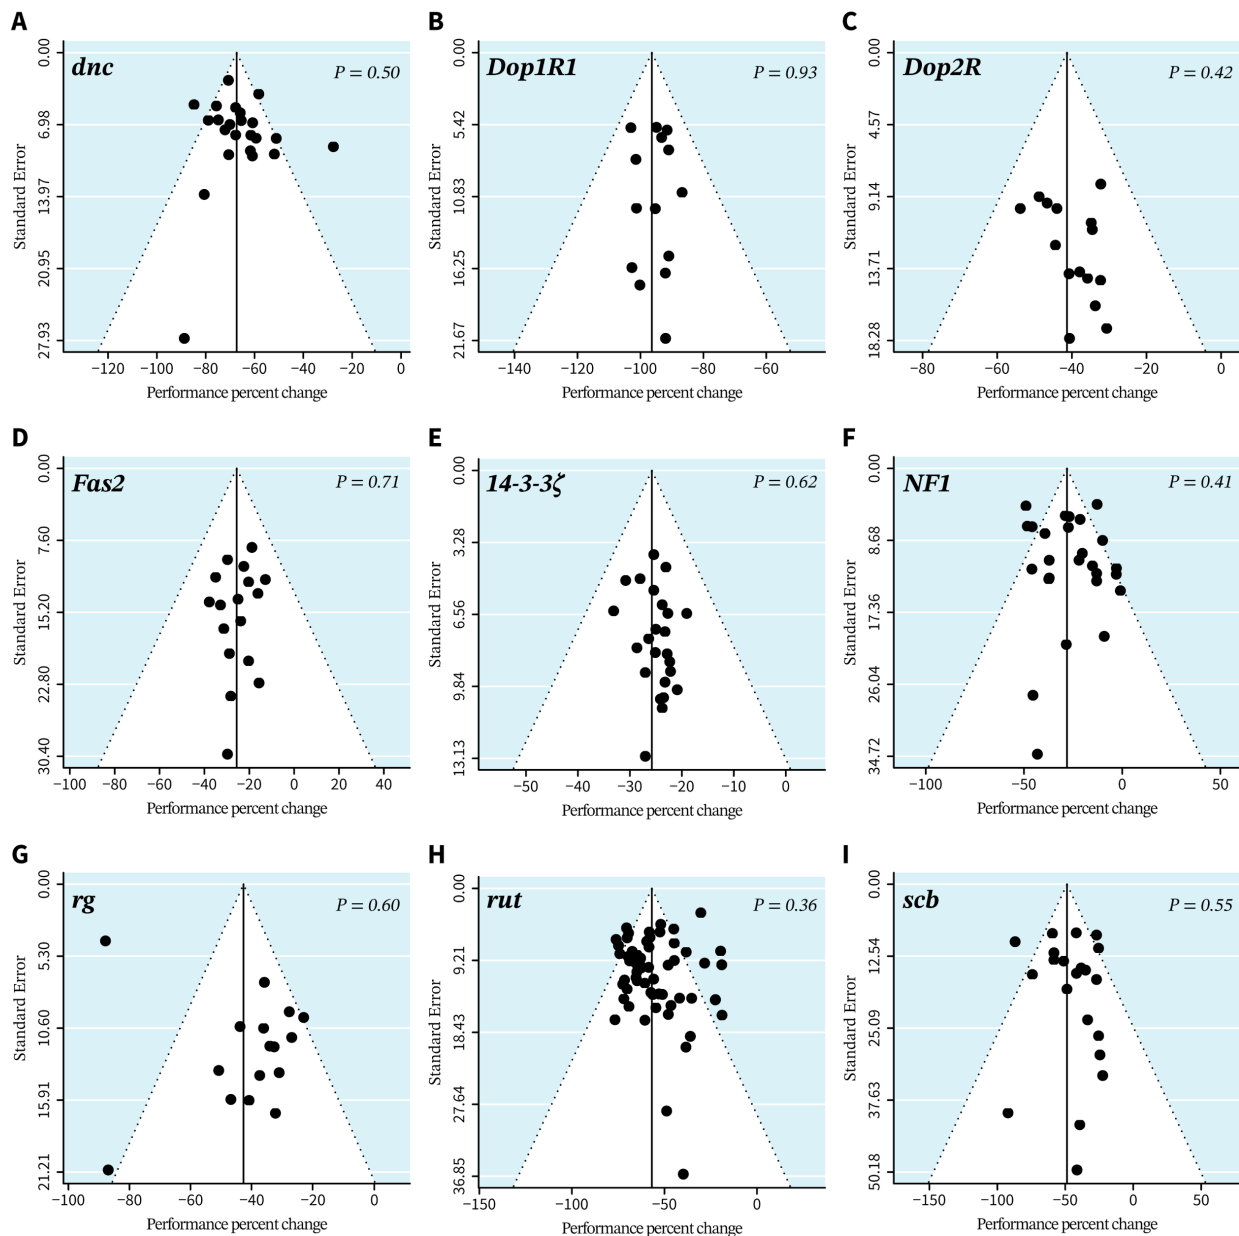 A
dnc
P = 0.50
Standard Error
0.00
6.98
13.97
20.95
27.93
−120 −100 −80 −60 −40 −20 0
Performance percent change
B
Dop1R1
P = 0.93
Standard Error
0.00
5.42
10.83
16.25
21.67
−140 −120 −100 −80 −60
Performance percent change
C
Dop2R
P = 0.42
Standard Error
0.00
4.57
9.14
13.71
18.28
−80 −60 −40 −20 0
Performance percent change
D
Fas2
P = 0.71
Standard Error
0.00
7.60
15.20
22.80
30.40
−100 −80 −60 −40 −20 0 20 40
Performance percent change
E
14-3-3ζ
P = 0.62
Standard Error
0.00
3.28
6.56
9.84
13.13
−50 −40 −30 −20 −10 0
Performance percent change
F
NF1
P = 0.41
Standard Error
0.00
8.68
17.36
26.04
34.72
−100 −50 0 50
Performance percent change
G
rg
P = 0.60
Standard Error
0.00
5.30
10.60
15.91
21.21
−100 −80 −60 −40 −20 0
Performance percent change
H
rut
P = 0.36
Standard Error
0.00
9.21
18.43
27.64
36.85
−150 −100 −50 0
Performance percent change
I
scb
P = 0.55
Standard Error
0.00
12.54
25.09
37.63
50.18
−150 −100 −50 0 50
Performance percent change